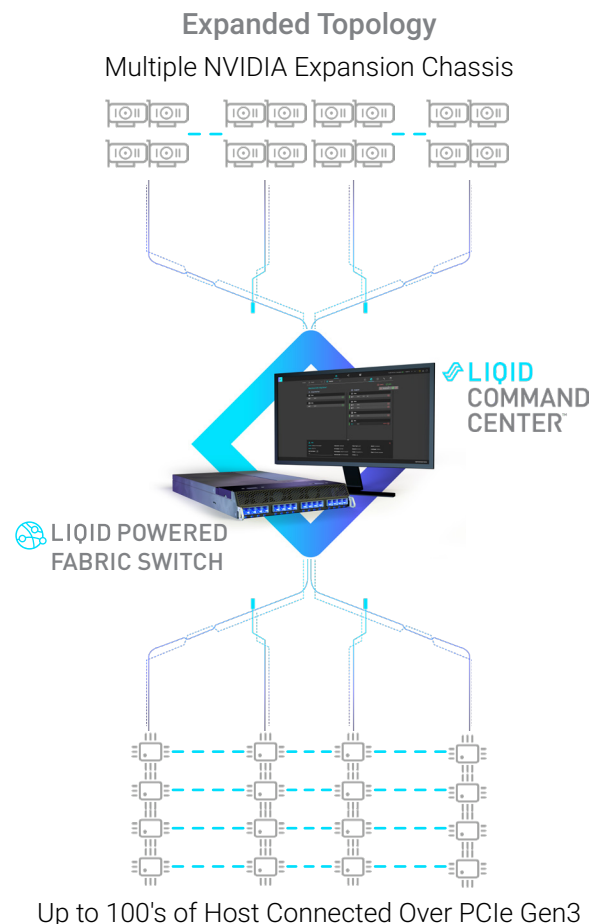 Expanded Topology
Multiple NVIDIA Expansion Chassis
LIQID
COMMAND
CENTER™
LIQID POWERED
FABRIC SWITCH
Up to 100's of Host Connected Over PCIe Gen3